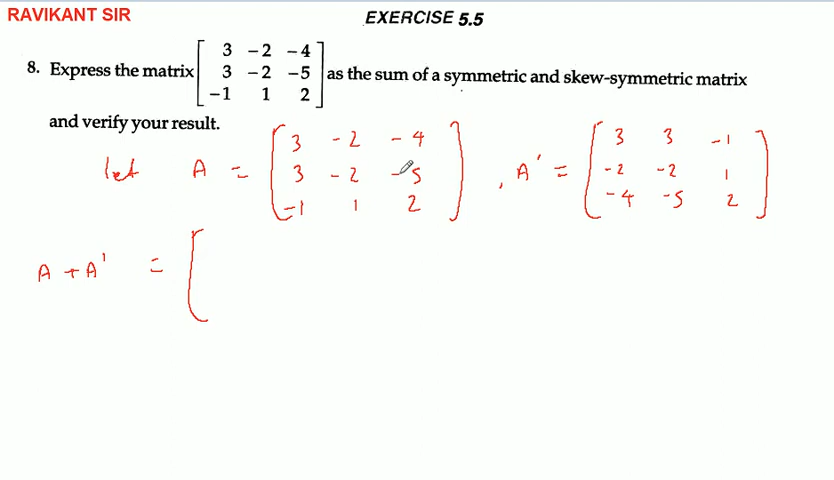 RAVIKANT SIR
EXERCISE 5.5
8. Express the matrix [ 3 -2 -4
3 -2 -5
-1 1 2 ] as the sum of a symmetric and skew-symmetric matrix
and verify your result.
let A = [ 3 -2 -4
3 -2 -5
-1 1 2 ] , A' = [ 3 3 -1
-2 -2 1
-4 -5 2 ]
A + A' = [